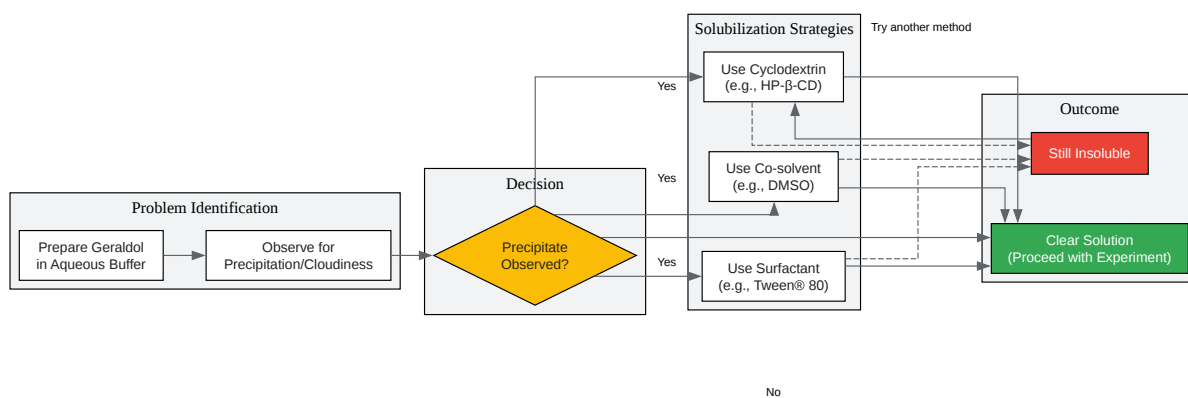 Problem Identification
Prepare Geraldol
in Aqueous Buffer
Observe for
Precipitation/Cloudiness
Decision
Precipitate
Observed?
Yes
Yes
Yes
Solubilization Strategies
Use Cyclodextrin
(e.g., HP-β-CD)
Use Co-solvent
(e.g., DMSO)
Use Surfactant
(e.g., Tween® 80)
Try another method
Outcome
Still Insoluble
Clear Solution
(Proceed with Experiment)
No